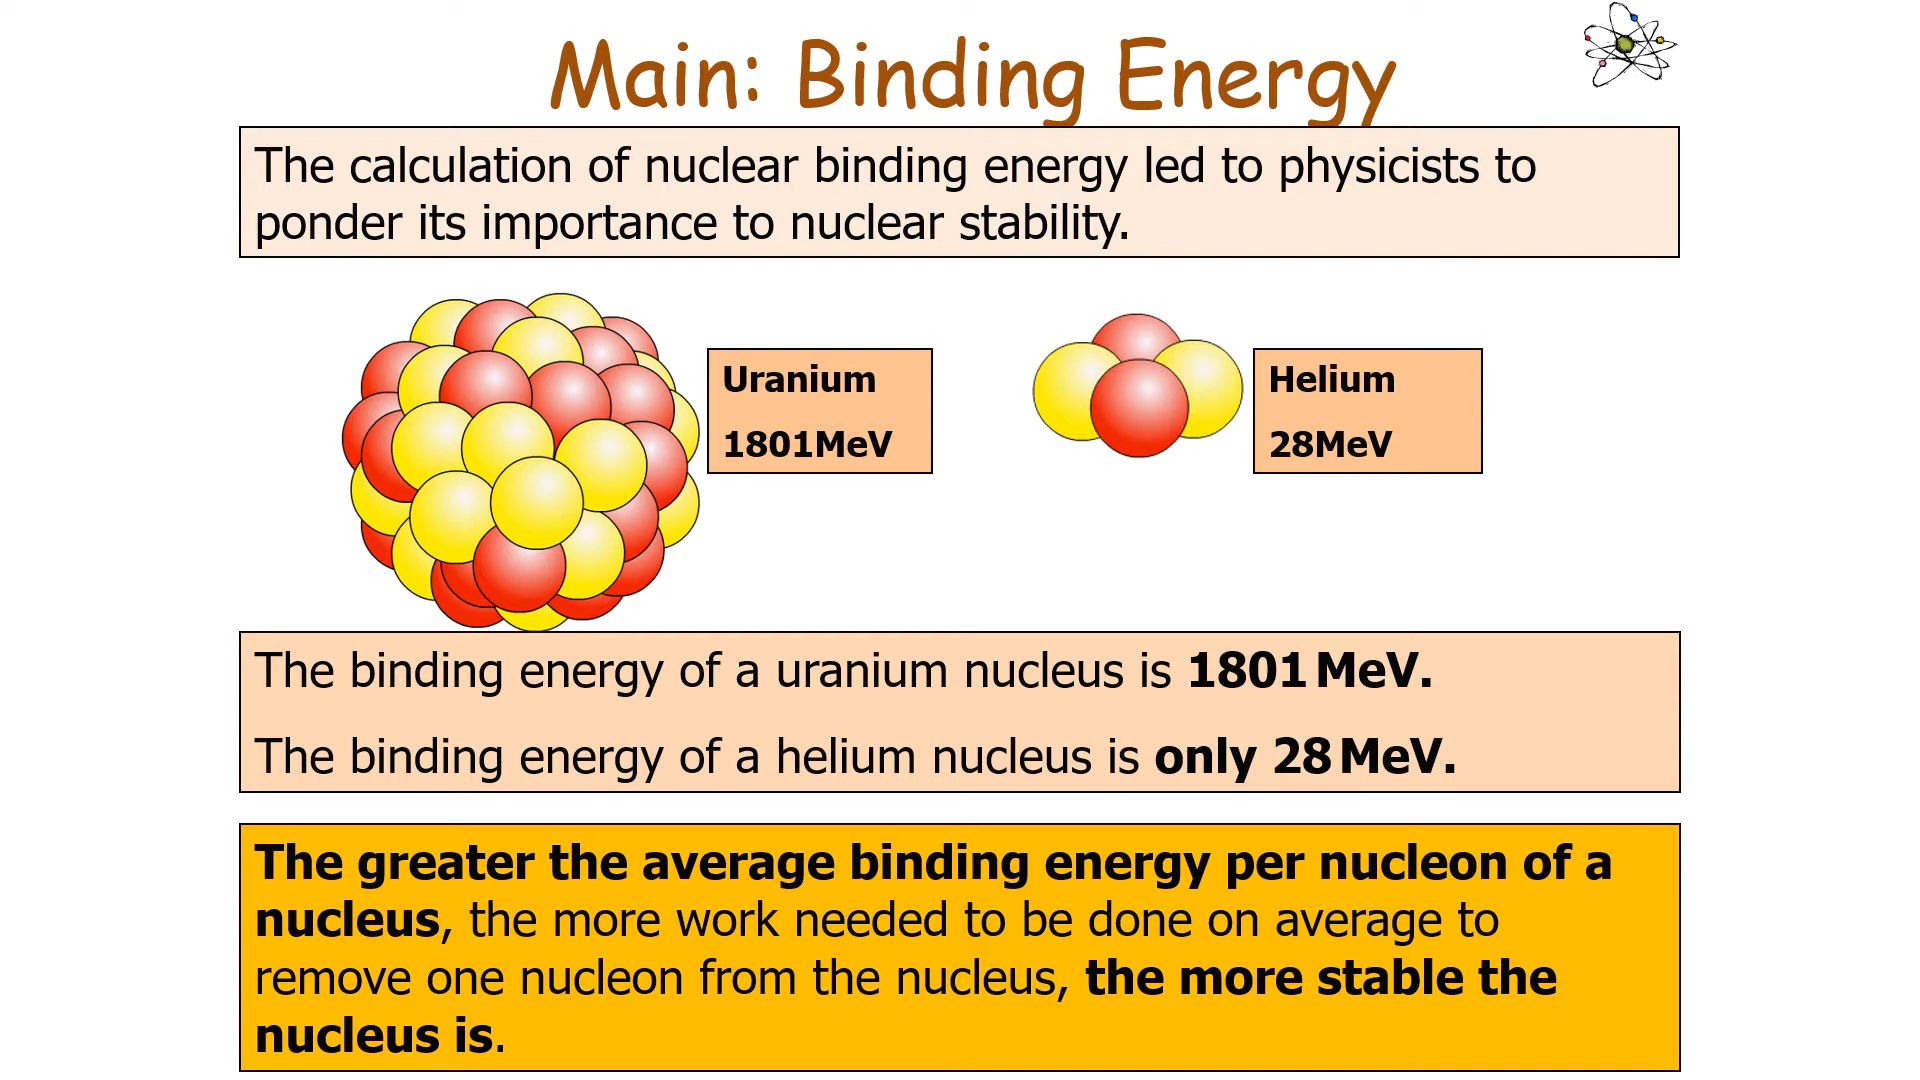 Main: Binding Energy
The calculation of nuclear binding energy led to physicists to
ponder its importance to nuclear stability.
Uranium
1801MeV
Helium
28MeV
The binding energy of a uranium nucleus is 1801 MeV.
The binding energy of a helium nucleus is only 28 MeV.
The greater the average binding energy per nucleon of a
nucleus, the more work needed to be done on average to
remove one nucleon from the nucleus, the more stable the
nucleus is.